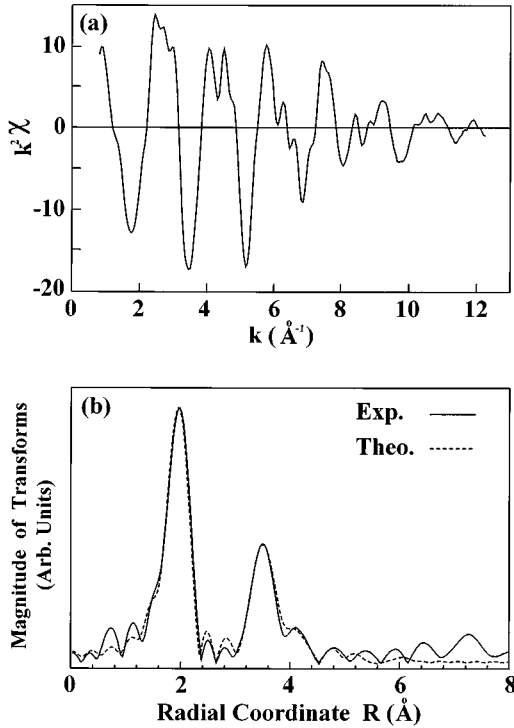 (a)
10
0
-10
-20
k²χ
0 2 4 6 8 10 12
k (Å⁻¹)
(b)
Exp.
Theo.
Magnitude of Transforms
(Arb. Units)
0 2 4 6 8
Radial Coordinate R (Å)